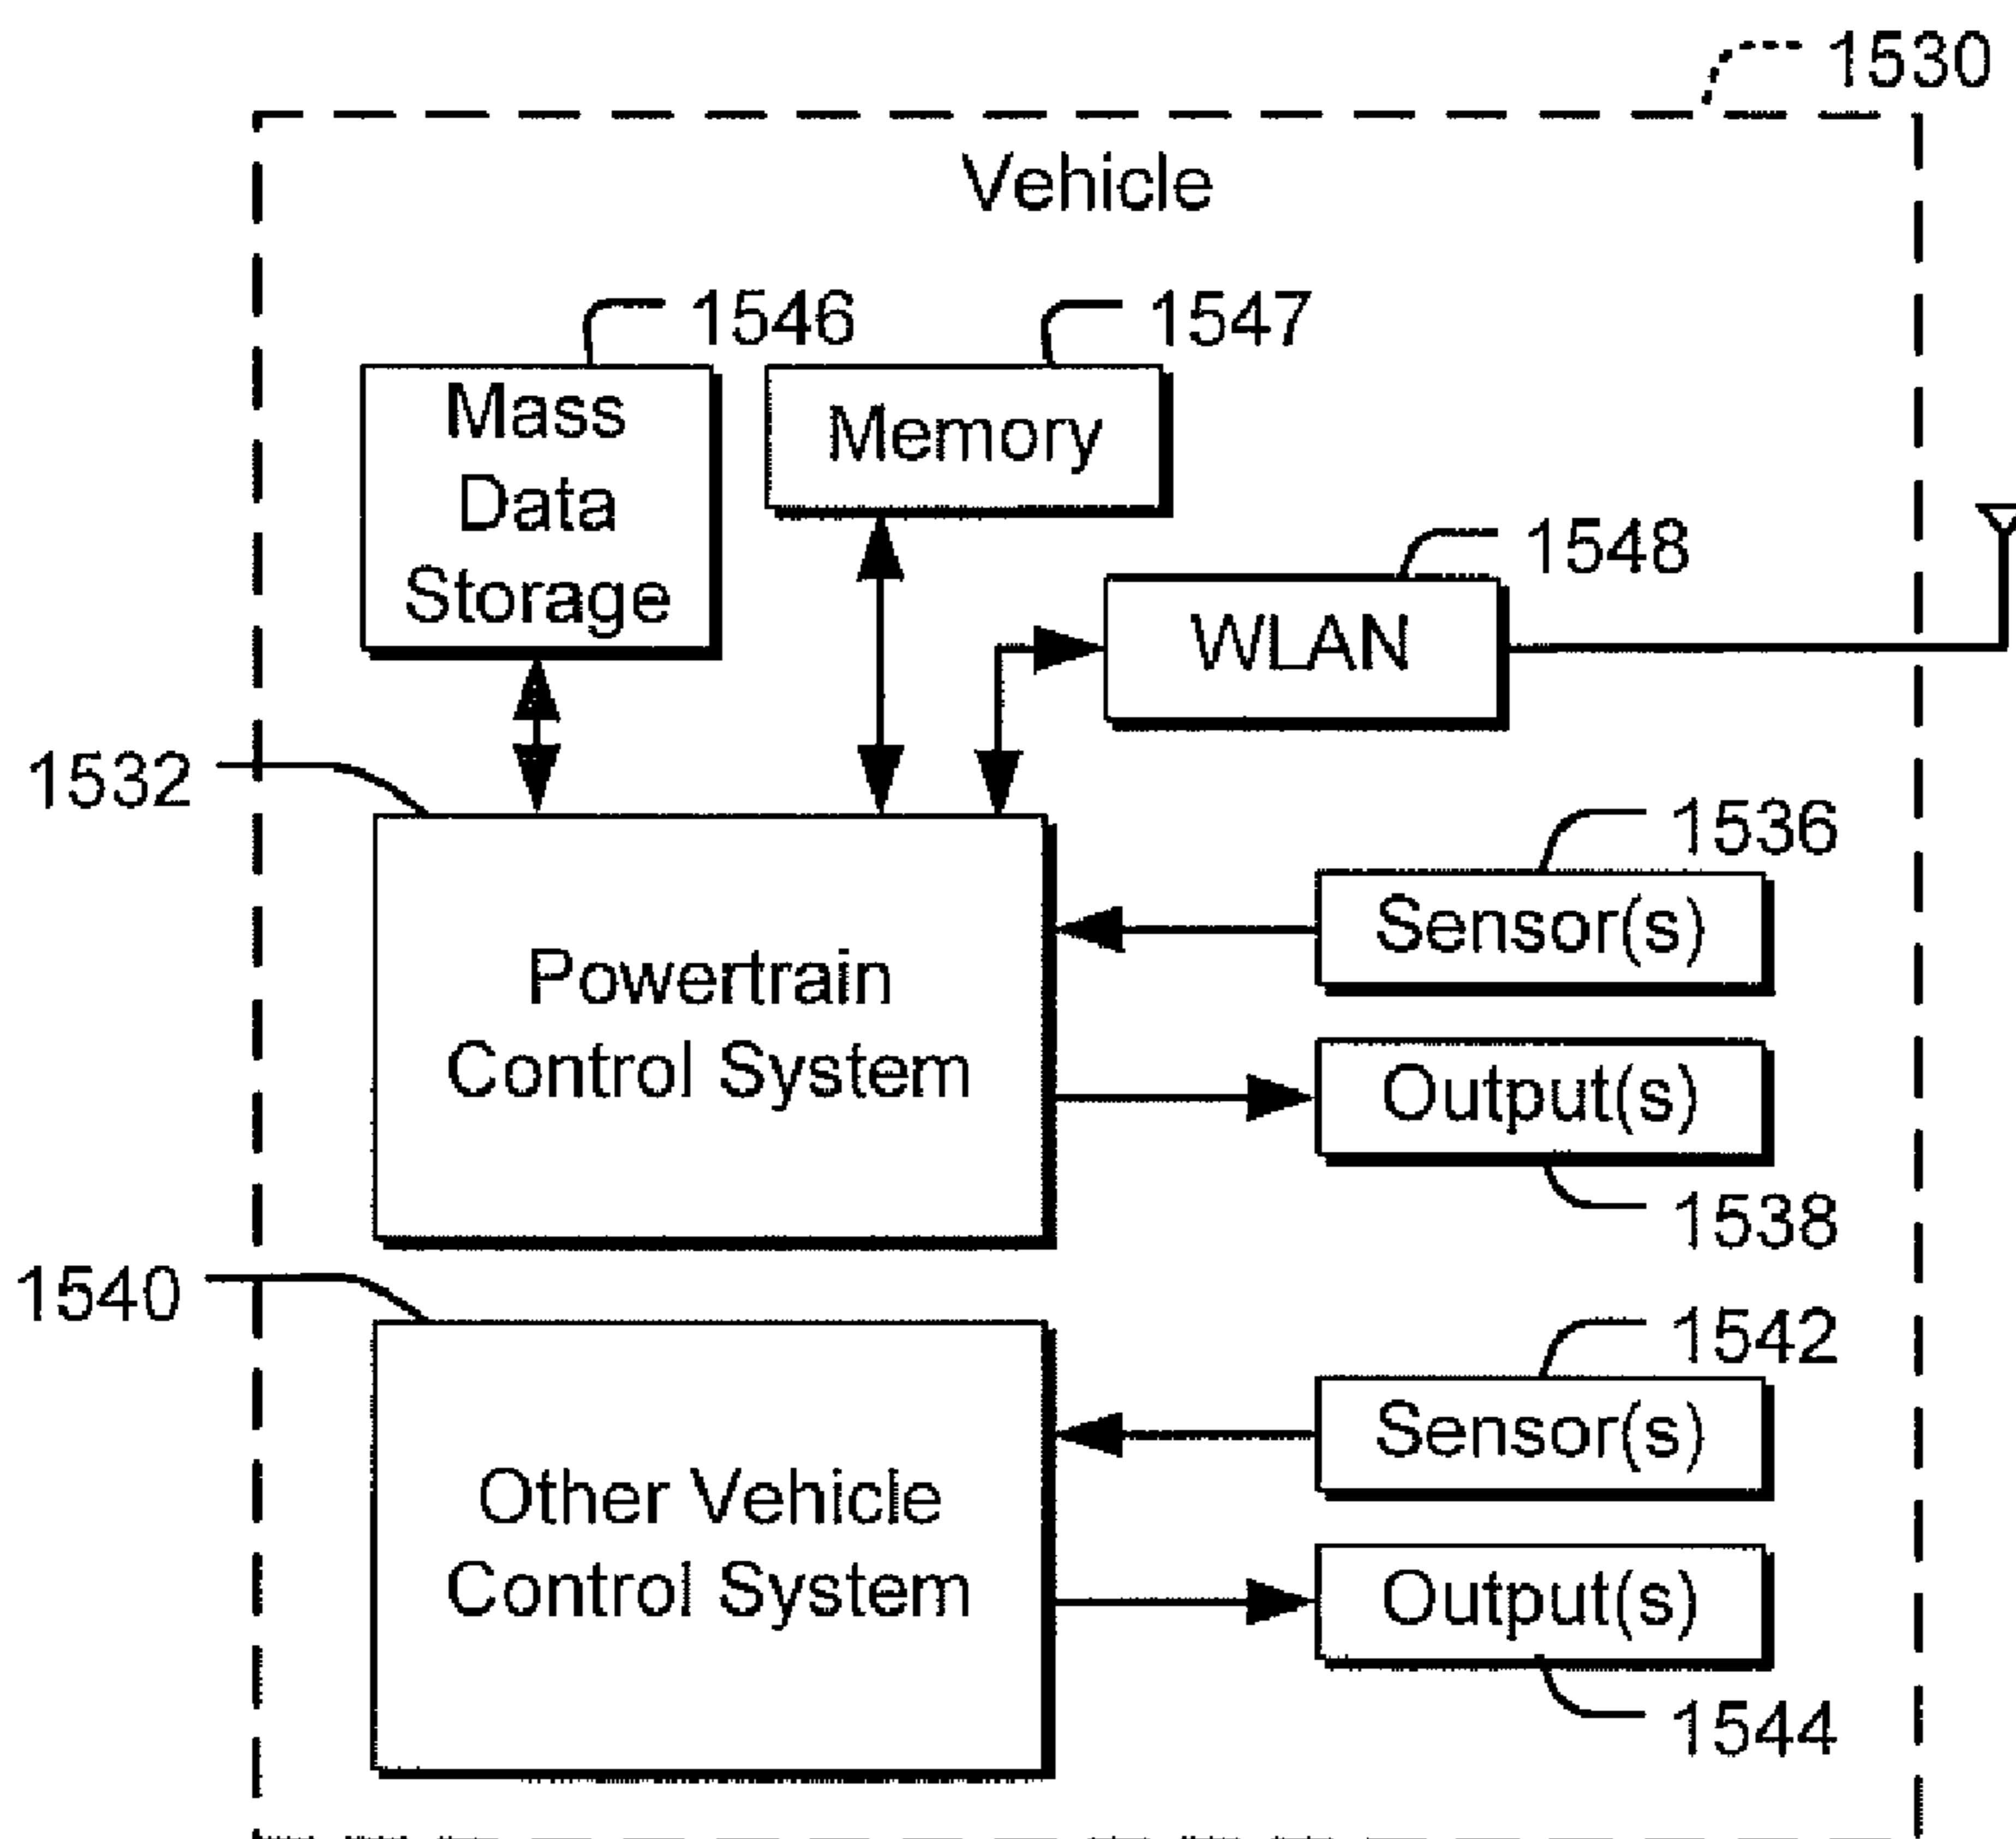 1530
Vehicle
1546
1547
Mass
Data
Storage
Memory
1548
WLAN
1532
1536
Sensor(s)
Powertrain
Control System
Output(s)
1538
1540
1542
Sensor(s)
Other Vehicle
Control System
Output(s)
1544